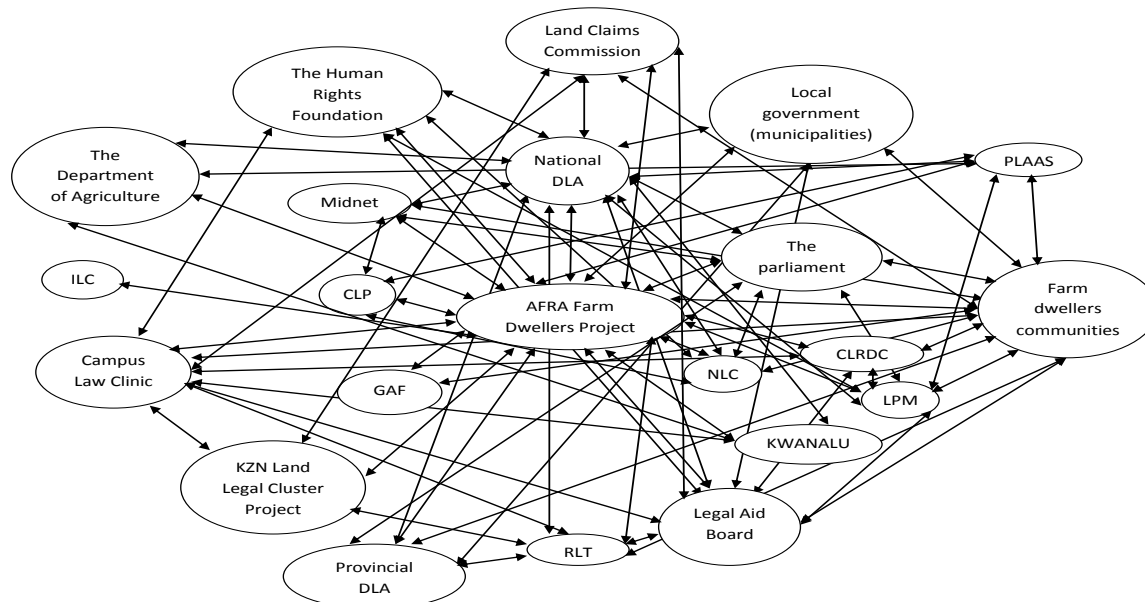 Land Claims
Commission
The Human
Rights
Foundation
Local
government
(municipalities)
The
Department
of Agriculture
National
DLA
PLAAS
Midnet
The
parliament
ILC
CLP
AFRA Farm
Dwellers Project
Farm
dwellers
communities
Campus
Law Clinic
GAF
NLC
CLRDC
LPM
KWANALU
KZN Land
Legal Cluster
Project
Legal Aid
Board
RLT
Provincial
DLA